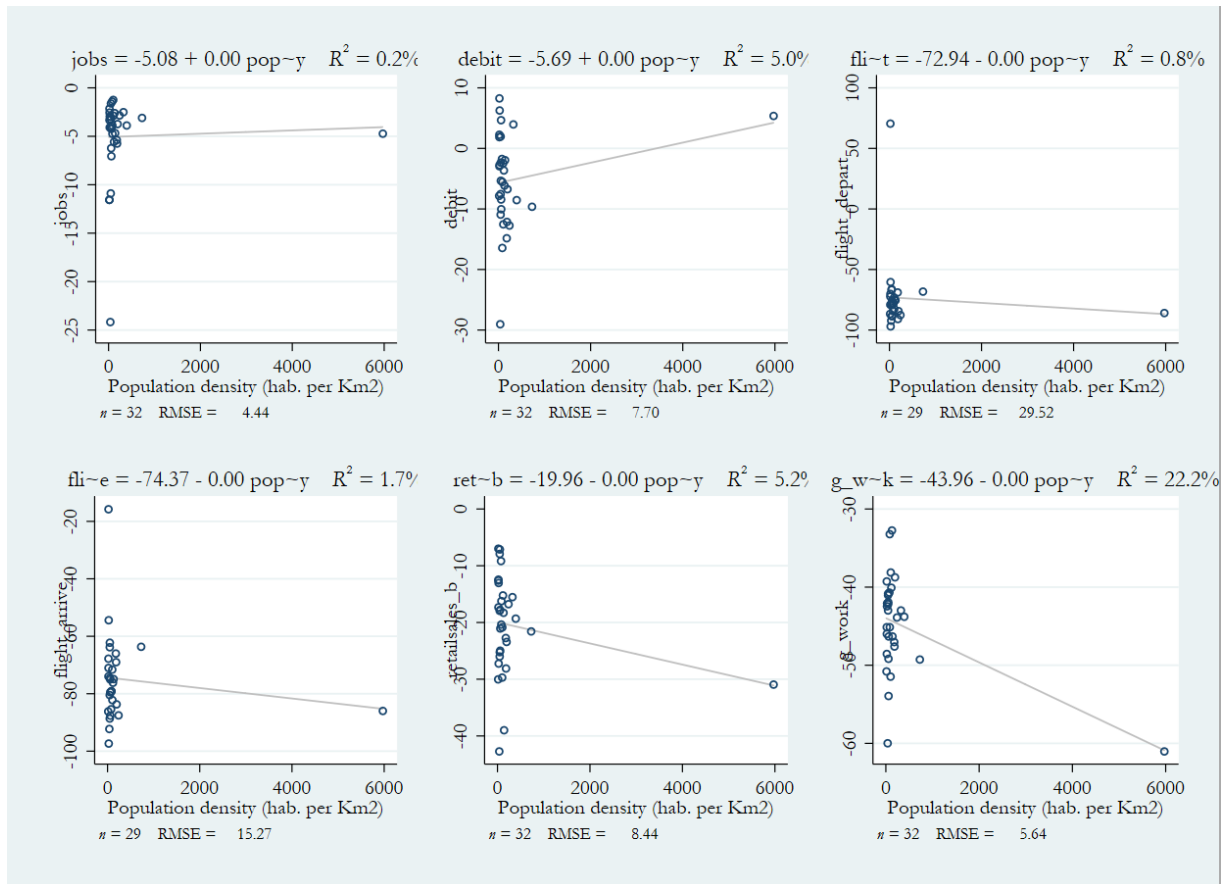 jobs = -5.08 + 0.00 pop~y R² = 0.2%
0
-5
-10
-15
-20
-25
jobs
0 2000 4000 6000
Population density (hab. per Km2)
n = 32 RMSE = 4.44
debit = -5.69 + 0.00 pop~y R² = 5.0%
10
0
-10
-20
-30
debit
0 2000 4000 6000
Population density (hab. per Km2)
n = 32 RMSE = 7.70
fli~t = -72.94 - 0.00 pop~y R² = 0.8%
100
50
0
-50
-100
flight_depart
0 2000 4000 6000
Population density (hab. per Km2)
n = 29 RMSE = 29.52
fli~e = -74.37 - 0.00 pop~y R² = 1.7%
-20
-40
-60
-80
-100
flight_arrive
0 2000 4000 6000
Population density (hab. per Km2)
n = 29 RMSE = 15.27
ret~b = -19.96 - 0.00 pop~y R² = 5.2%
0
-10
-20
-30
-40
retailsales_b
0 2000 4000 6000
Population density (hab. per Km2)
n = 32 RMSE = 8.44
g_w~k = -43.96 - 0.00 pop~y R² = 22.2%
-30
-40
-50
-60
g_work
0 2000 4000 6000
Population density (hab. per Km2)
n = 32 RMSE = 5.64